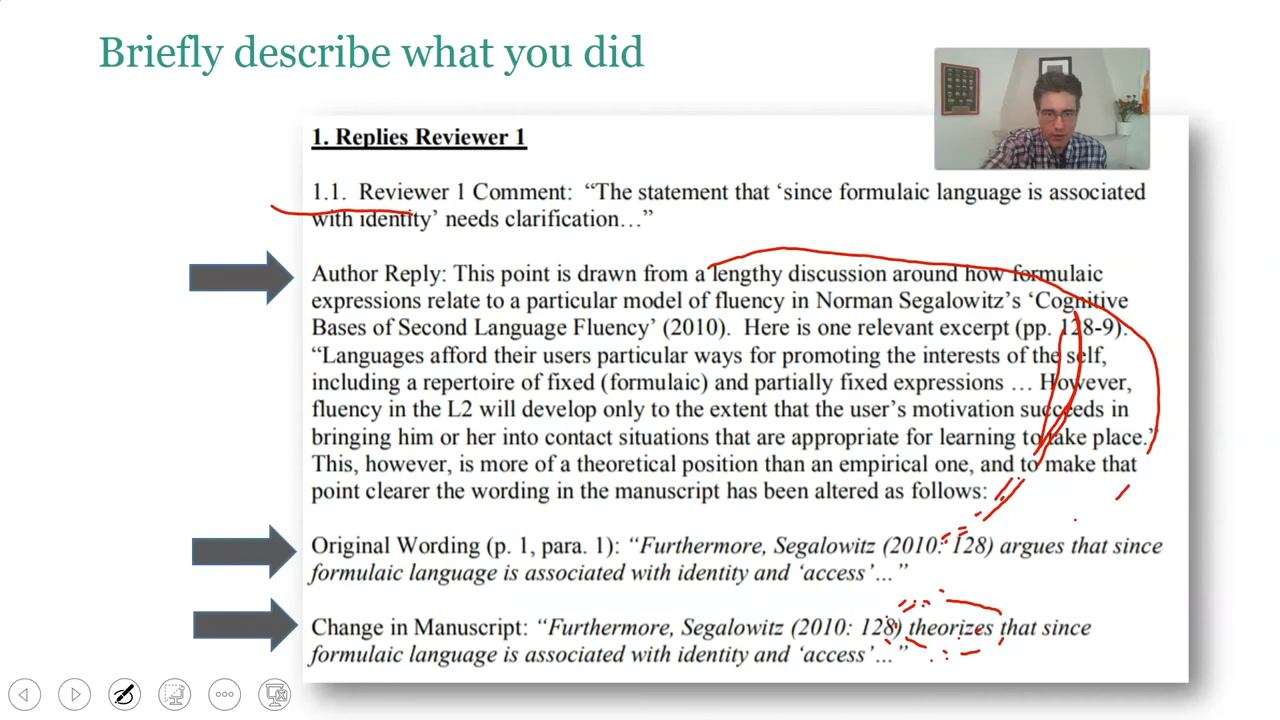 Briefly describe what you did
1. Replies Reviewer 1
1.1. Reviewer 1 Comment: “The statement that ‘since formulaic language is associated
with identity’ needs clarification…”
Author Reply: This point is drawn from a lengthy discussion around how formulaic
expressions relate to a particular model of fluency in Norman Segalowitz’s ‘Cognitive
Bases of Second Language Fluency’ (2010). Here is one relevant excerpt (pp. 128-9):
“Languages afford their users particular ways for promoting the interests of the self,
including a repertoire of fixed (formulaic) and partially fixed expressions … However,
fluency in the L2 will develop only to the extent that the user’s motivation succeeds in
bringing him or her into contact situations that are appropriate for learning to take place.”
This, however, is more of a theoretical position than an empirical one, and to make that
point clearer the wording in the manuscript has been altered as follows:
Original Wording (p. 1, para. 1): “Furthermore, Segalowitz (2010: 128) argues that since
formulaic language is associated with identity and ‘access’…”
Change in Manuscript: “Furthermore, Segalowitz (2010: 128) theorizes that since
formulaic language is associated with identity and ‘access’…”